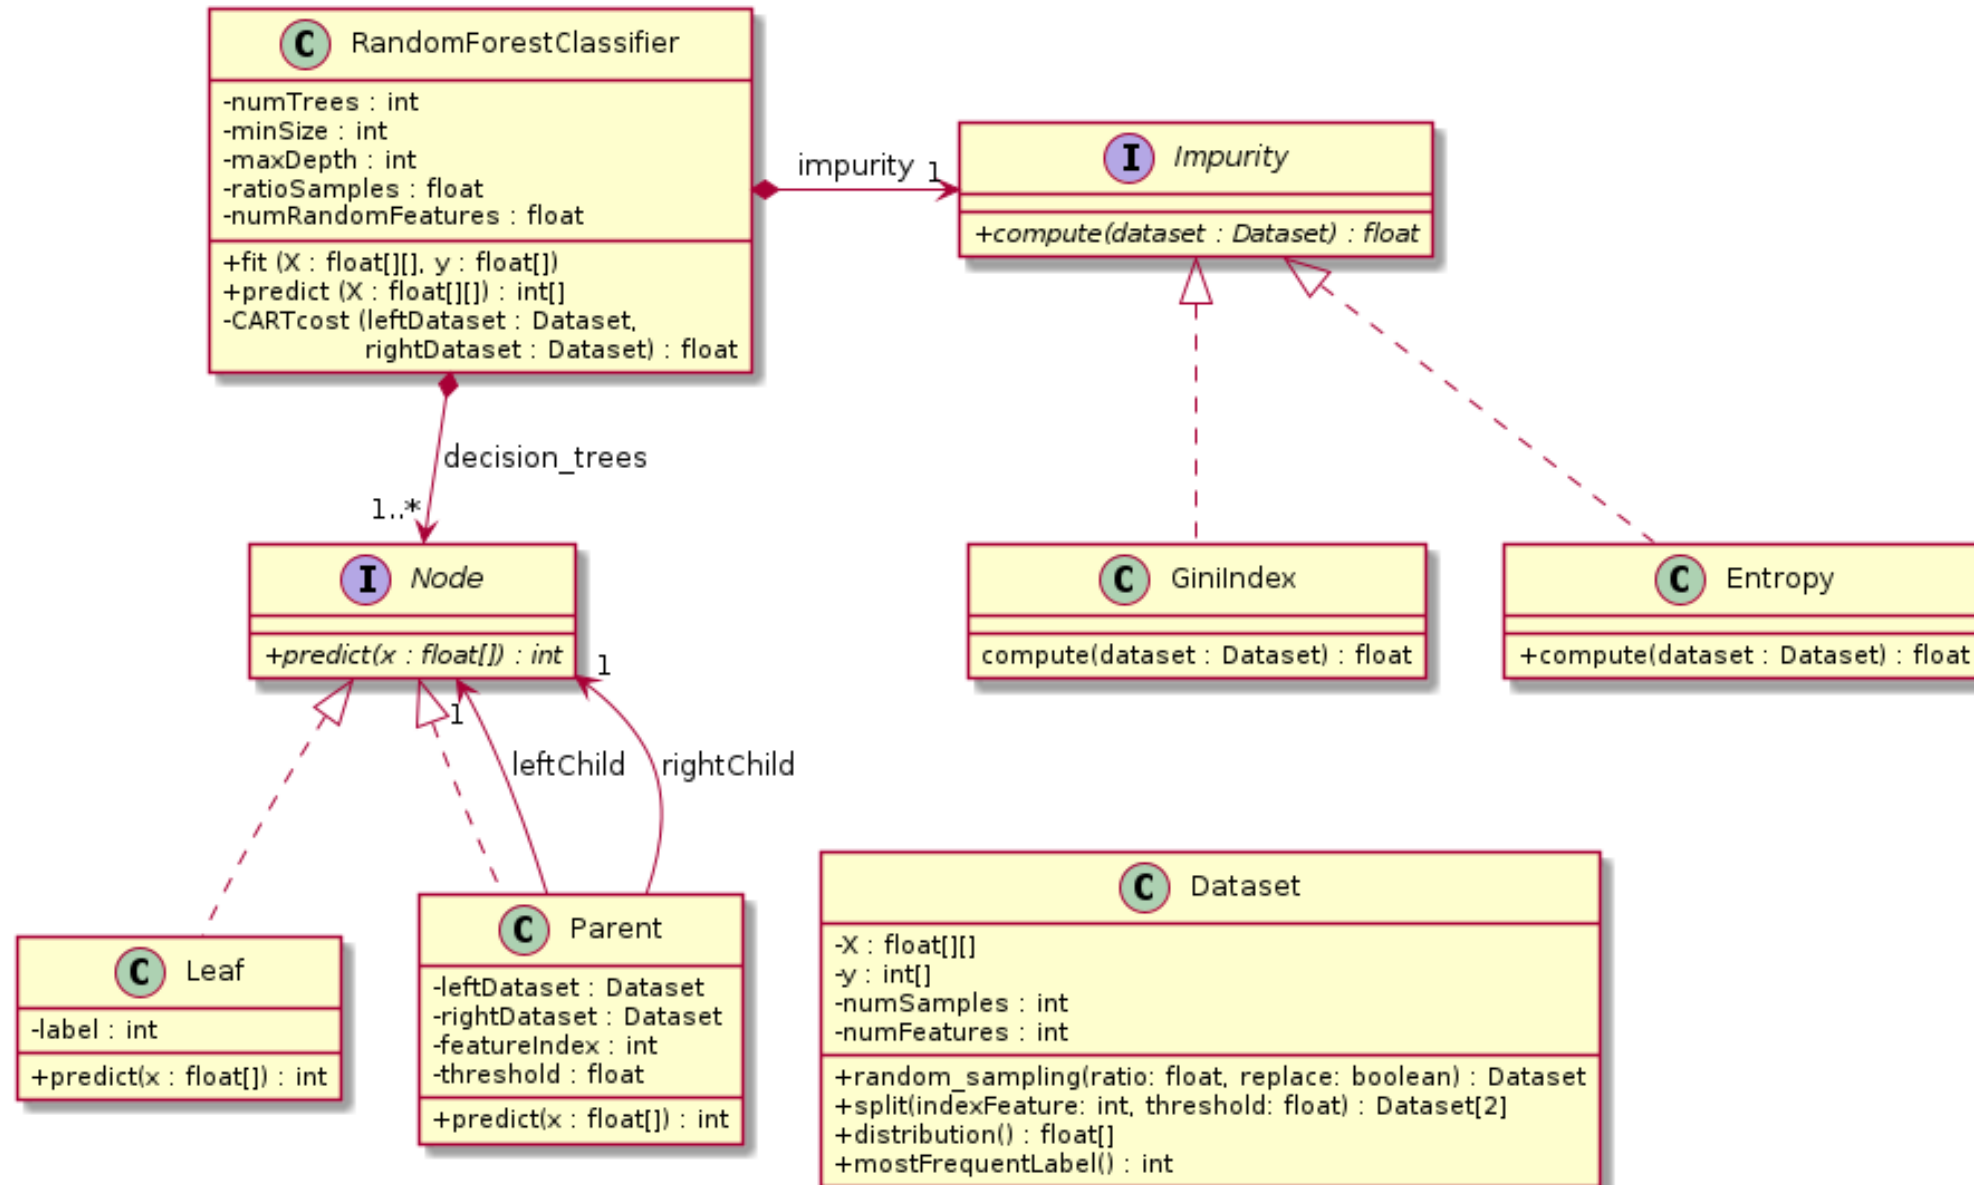 C RandomForestClassifier
-numTrees : int
-minSize : int
-maxDepth : int
-ratioSamples : float
-numRandomFeatures : float
+fit (X : float[][], y : float[])
+predict (X : float[][]) : int[]
-CARTcost (leftDataset : Dataset,
rightDataset : Dataset) : float
impurity 1
I Impurity
+compute(dataset : Dataset) : float
decision_trees
1..*
I Node
+predict(x : float[]) : int
C GiniIndex
compute(dataset : Dataset) : float
C Entropy
+compute(dataset : Dataset) : float
1
1
leftChild
rightChild
C Leaf
-label : int
+predict(x : float[]) : int
C Parent
-leftDataset : Dataset
-rightDataset : Dataset
-featureIndex : int
-threshold : float
+predict(x : float[]) : int
C Dataset
-X : float[][]
-y : int[]
-numSamples : int
-numFeatures : int
+random_sampling(ratio: float, replace: boolean) : Dataset
+split(indexFeature: int, threshold: float) : Dataset[2]
+distribution() : float[]
+mostFrequentLabel() : int